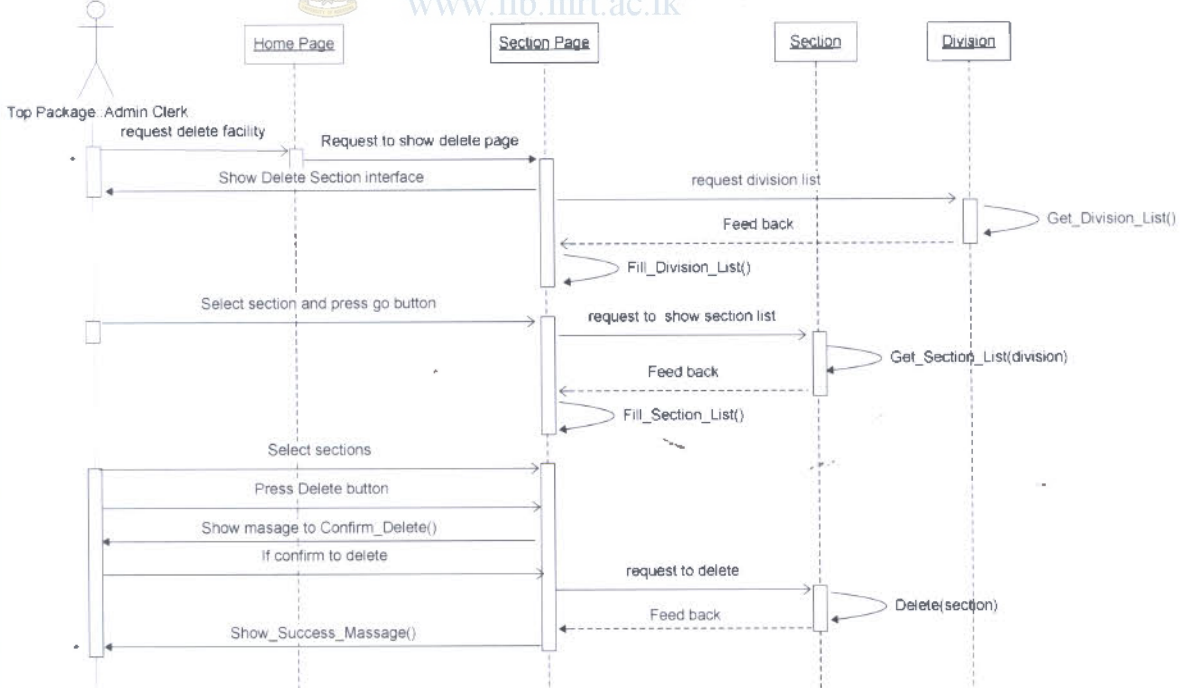 www.lib.mrt.ac.lk
Home Page
Section Page
Section
Division
Top Package::Admin Clerk
request delete facility
Request to show delete page
Show Delete Section interface
request division list
Get_Division_List()
Feed back
Fill_Division_List()
Select section and press go button
request to show section list
Get_Section_List(division)
Feed back
Fill_Section_List()
Select sections
Press Delete button
Show masage to Confirm_Delete()
If confirm to delete
request to delete
Delete(section)
Feed back
Show_Success_Massage()